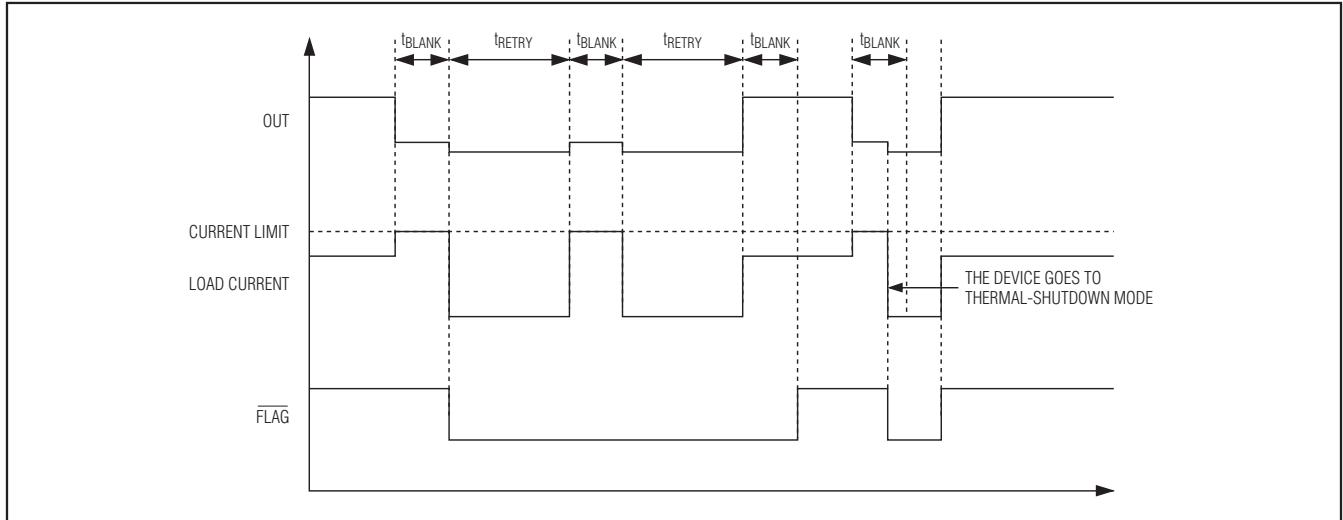 tBLANK tRETRY tBLANK tRETRY tBLANK tBLANK
OUT
CURRENT LIMIT
LOAD CURRENT
THE DEVICE GOES TO
THERMAL-SHUTDOWN MODE
FLAG